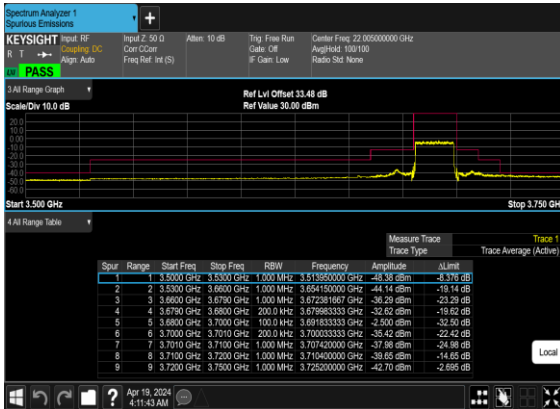 Spectrum Analyzer 1
Spurious Emissions
+
KEYSIGHT Input: RF Input Z: 50 Ω Atten: 10 dB Trig: Free Run Center Freq: 22.005000000 GHz
R T Coupling: DC Corr CCorr Gate: Off Avg|Hold: 100/100
Align: Auto Freq Ref: Int (S) IF Gain: Low Radio Std: None
PASS
3 All Range Graph Ref Lvl Offset 33.48 dB
Scale/Div 10.0 dB Ref Value 30.00 dBm
20.0
10.0
0.00
-10.0
-20.0
-30.0
-40.0
-50.0
-60.0
Start 3.500 GHz Stop 3.750 GH
4 All Range Table
Measure Trace Trace 1
Trace Type Trace Average (Active)
Spur Range Start Freq Stop Freq RBW Frequency Amplitude ΔLimit
1 1 3.5000 GHz 3.5300 GHz 1.000 MHz 3.513950000 GHz -48.38 dBm -8.376 dB
2 2 3.5300 GHz 3.6600 GHz 1.000 MHz 3.654150000 GHz -44.14 dBm -19.14 dB
3 3 3.6600 GHz 3.6790 GHz 1.000 MHz 3.672381667 GHz -36.29 dBm -23.29 dB
4 4 3.6790 GHz 3.6800 GHz 200.0 kHz 3.679983333 GHz -32.62 dBm -19.62 dB
5 5 3.6800 GHz 3.7000 GHz 100.0 kHz 3.691833333 GHz -2.500 dBm -32.50 dB
6 6 3.7000 GHz 3.7010 GHz 200.0 kHz 3.700033333 GHz -35.42 dBm -22.42 dB
7 7 3.7010 GHz 3.7100 GHz 1.000 MHz 3.707420000 GHz -37.98 dBm -24.98 dB
8 8 3.7100 GHz 3.7200 GHz 1.000 MHz 3.710400000 GHz -39.65 dBm -14.65 dB
9 9 3.7200 GHz 3.7500 GHz 1.000 MHz 3.725200000 GHz -42.70 dBm -2.695 dB
Local
? Apr 19, 2024
4:11:43 AM